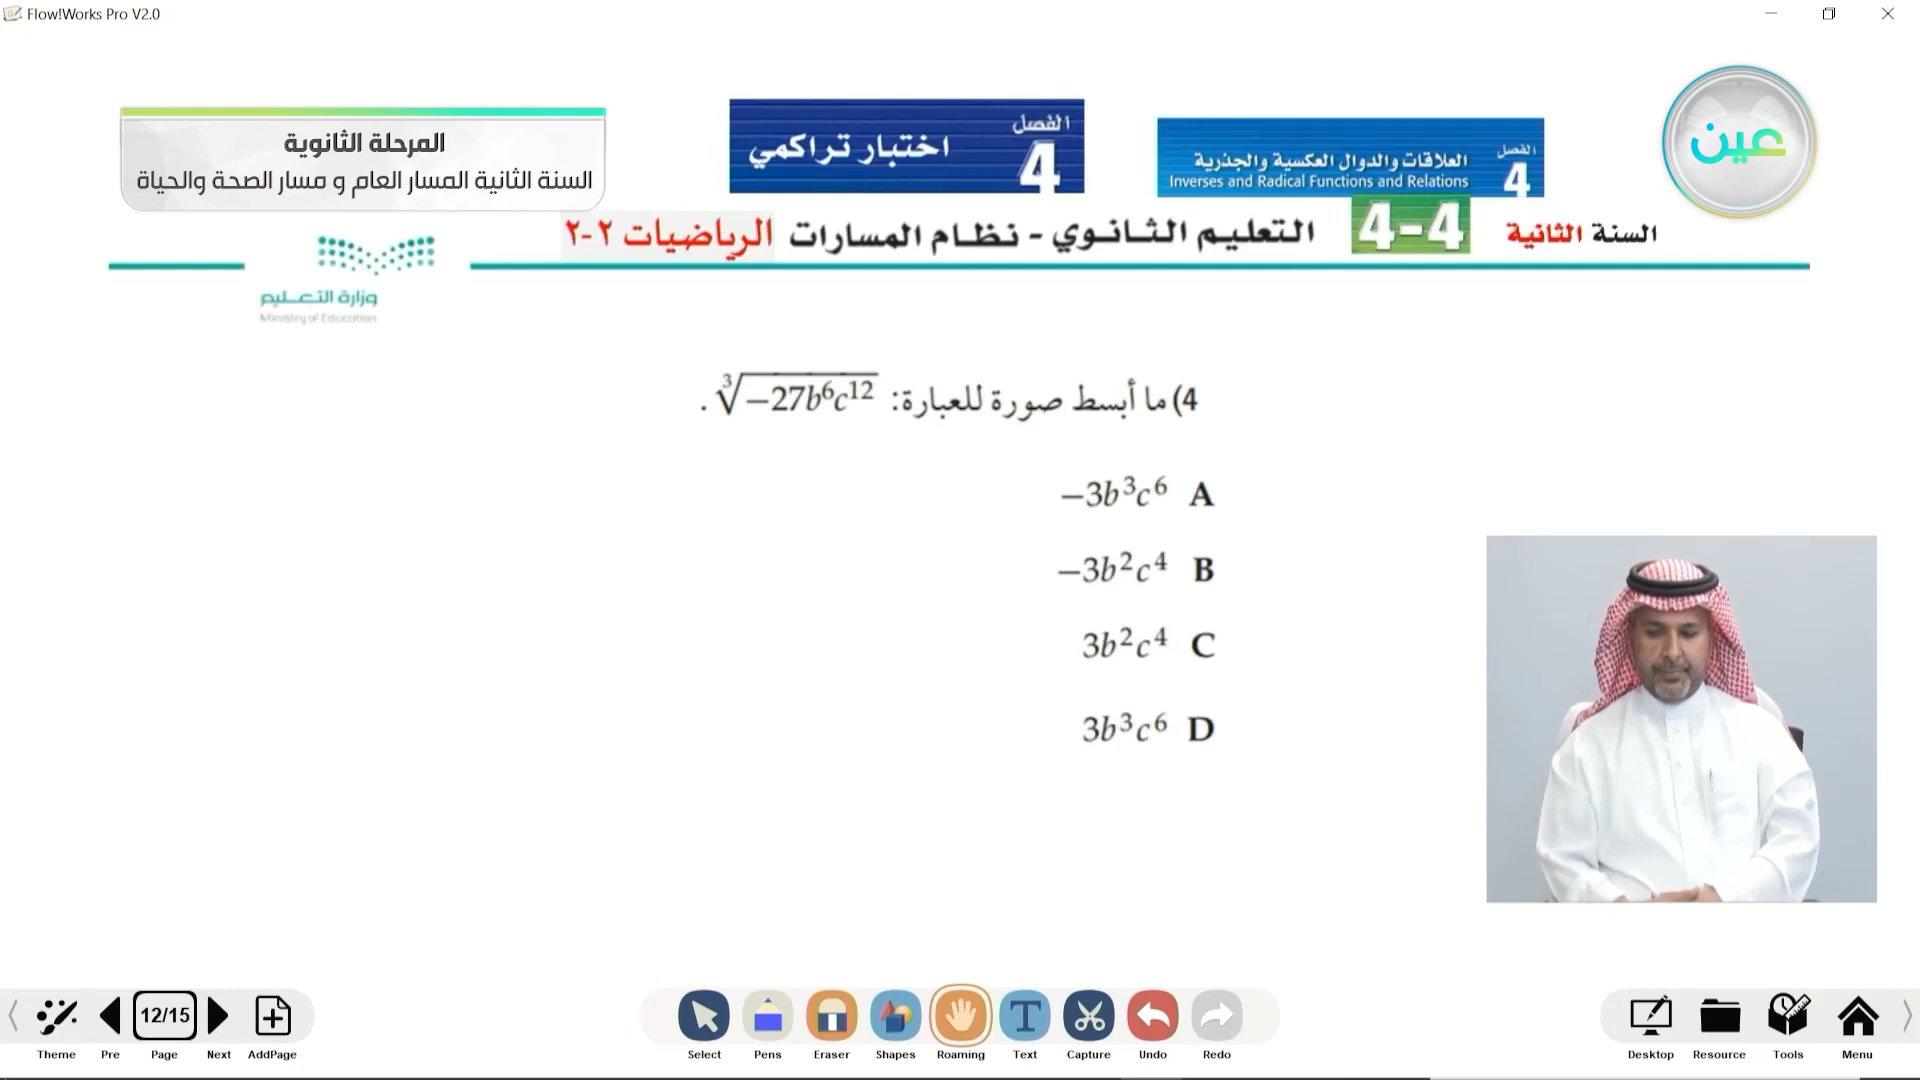 Flow!Works Pro V2.0
المرحلة الثانوية
السنة الثانية المسار العام و مسار الصحة والحياة
الفصل 4
اختبار تراكمي
الفصل 4
العلاقات والدوال العكسية والجذرية
Inverses and Radical Functions and Relations
عين
السنة الثانية 4-4 التعليم الثانوي - نظام المسارات الرياضيات ٢-٢
وزارة التعليم
Ministry of Education
4) ما أبسط صورة للعبارة: ∛(−27b⁶c¹²) .
A −3b³c⁶
B −3b²c⁴
C 3b²c⁴
D 3b³c⁶
12/15
Theme Pre Page Next AddPage
Select Pens Eraser Shapes Roaming Text Capture Undo Redo
Desktop Resource Tools Menu